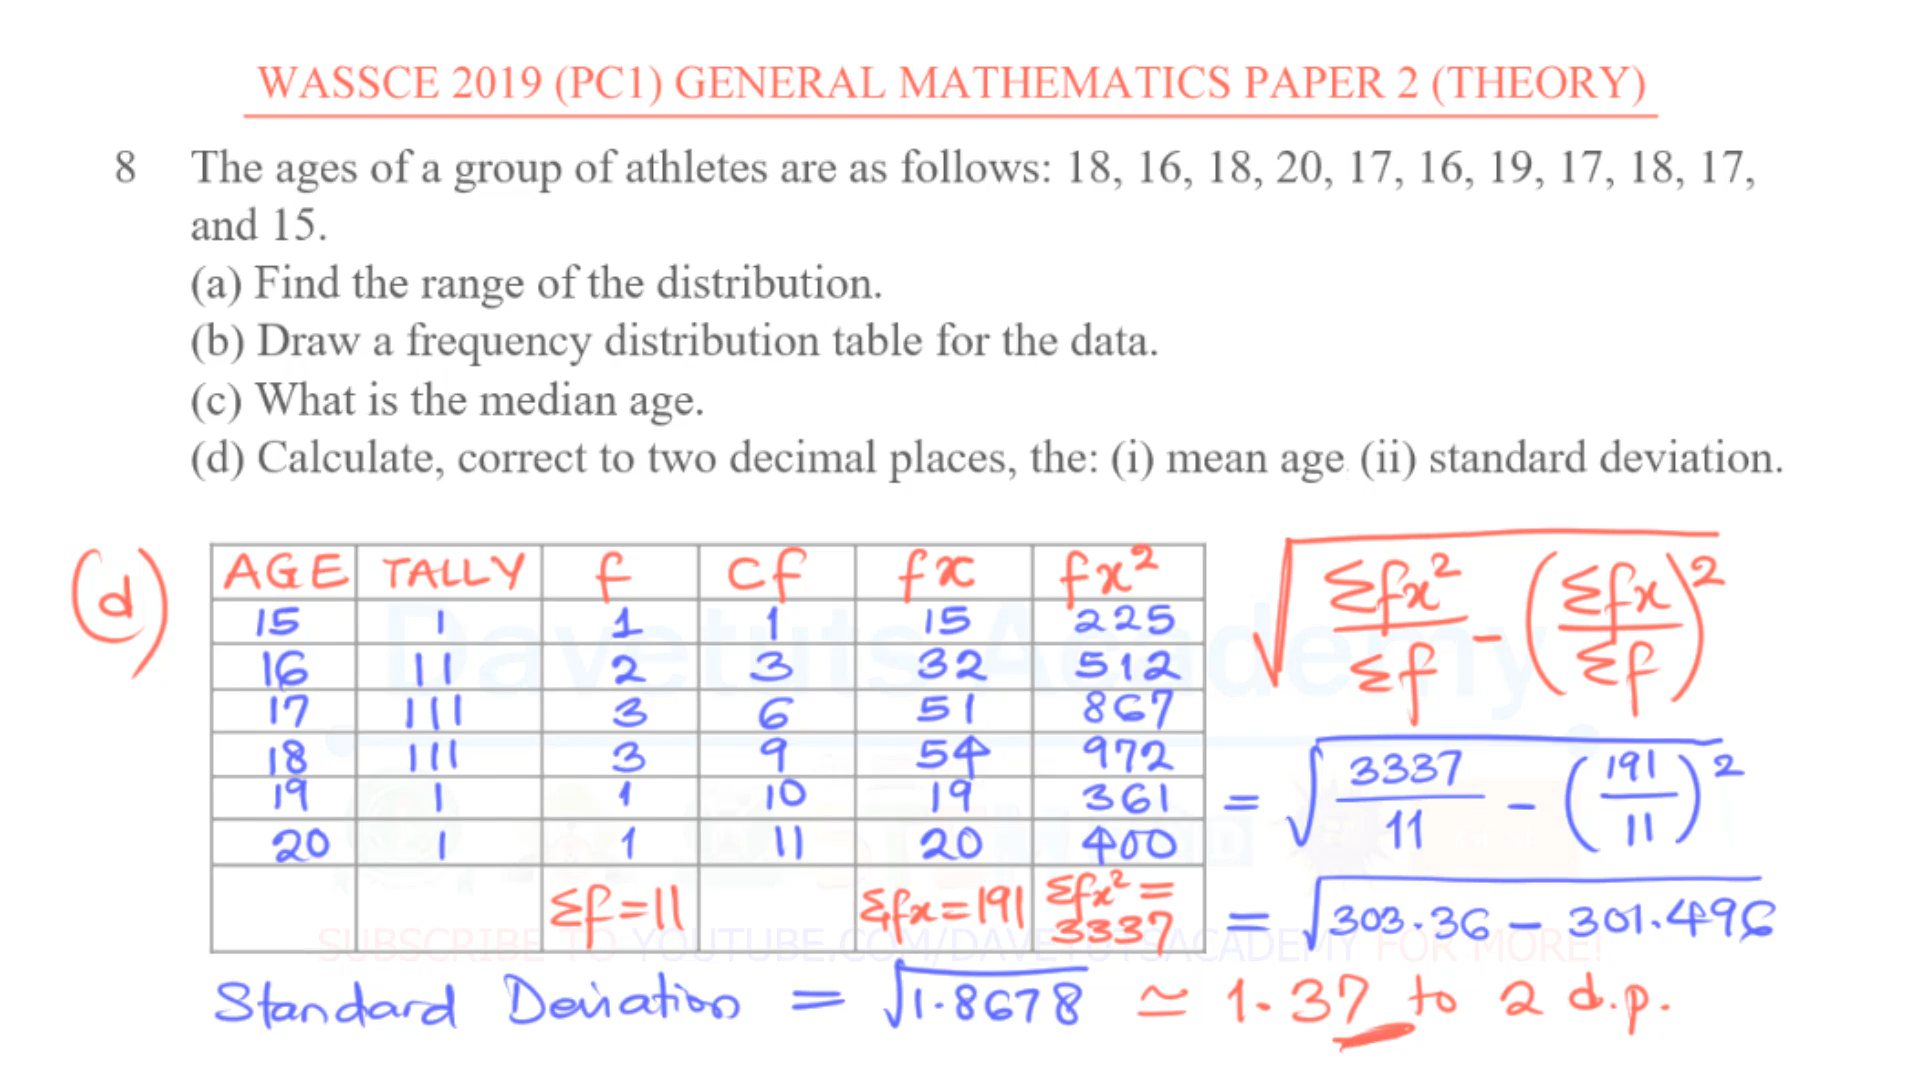 WASSCE 2019 (PC1) GENERAL MATHEMATICS PAPER 2 (THEORY)
8 The ages of a group of athletes are as follows: 18, 16, 18, 20, 17, 16, 19, 17, 18, 17,
and 15.
(a) Find the range of the distribution.
(b) Draw a frequency distribution table for the data.
(c) What is the median age.
(d) Calculate, correct to two decimal places, the: (i) mean age (ii) standard deviation.
(d)
AGE TALLY f cf fx fx²
15 | 1 1 15 225
16 || 2 3 32 512
17 ||| 3 6 51 867
18 ||| 3 9 54 972
19 | 1 10 19 361
20 | 1 11 20 400
Σf=11 Σfx=191 Σfx²= 3337
√(Σfx²/Σf - (Σfx/Σf)²)
= √(3337/11 - (191/11)²)
= √(303.36 - 301.496)
Standard Deviation = √1.8678 ≃ 1.37 to 2 d.p.
Davetuts Academy
SUBSCRIBE TO YOUTUBE.COM/DAVETUTSACADEMY FOR MORE!